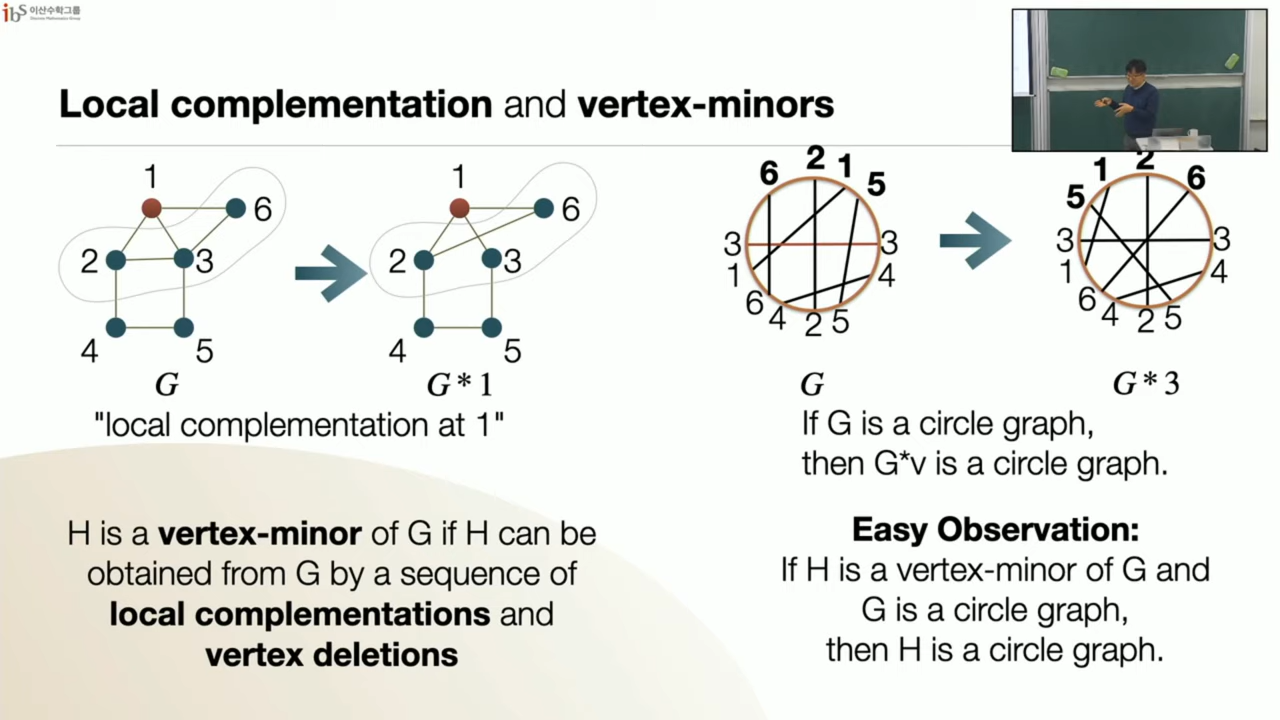 ibS 이산수학그룹
Discrete Mathematics Group
Local complementation and vertex-minors
1
6
2
3
4
5
G
1
6
2
3
4
5
G * 1
"local complementation at 1"
6 2 1 5
3 3
1 4
6 4 2 5
G
5 1 2 6
3 3
1 4
6 4 2 5
G * 3
If G is a circle graph,
then G*v is a circle graph.
H is a vertex-minor of G if H can be
obtained from G by a sequence of
local complementations and
vertex deletions
Easy Observation:
If H is a vertex-minor of G and
G is a circle graph,
then H is a circle graph.